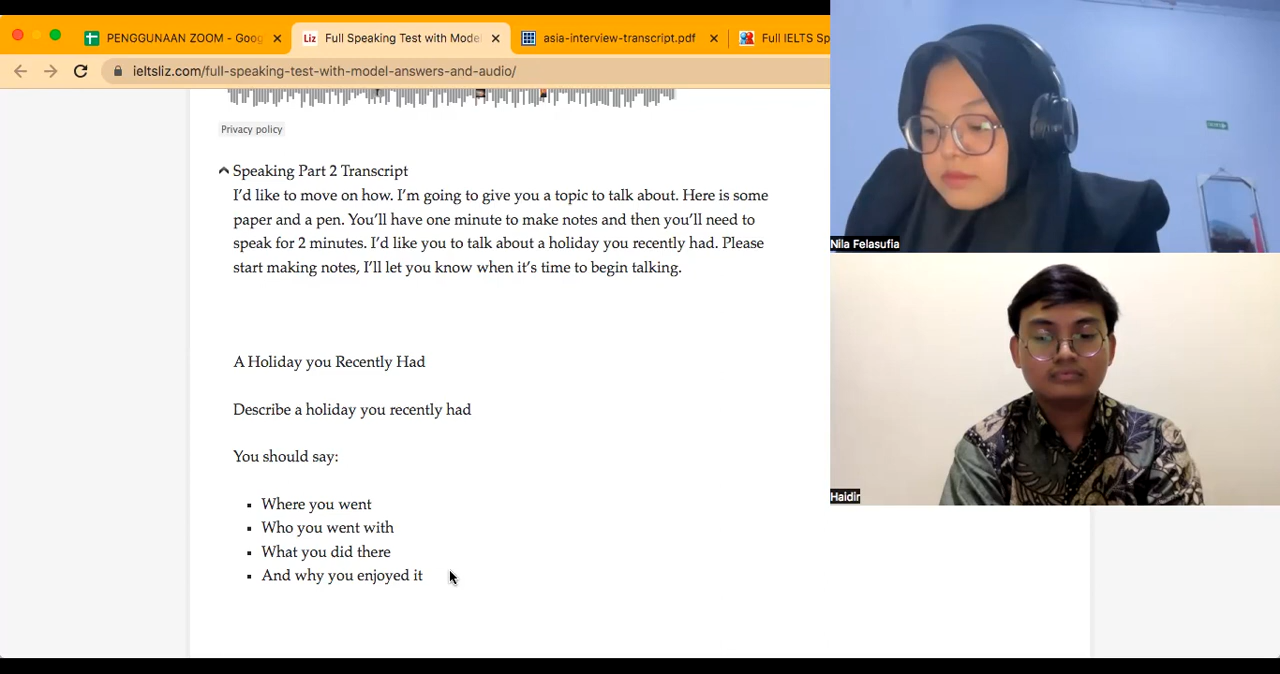 PENGGUNAAN ZOOM - Goog
Liz Full Speaking Test with Model
asia-interview-transcript.pdf
Full IELTS Sp
ieltsliz.com/full-speaking-test-with-model-answers-and-audio/
Privacy policy
Speaking Part 2 Transcript
I’d like to move on how. I’m going to give you a topic to talk about. Here is some
paper and a pen. You’ll have one minute to make notes and then you’ll need to
speak for 2 minutes. I’d like you to talk about a holiday you recently had. Please
start making notes, I’ll let you know when it’s time to begin talking.
A Holiday you Recently Had
Describe a holiday you recently had
You should say:
Where you went
Who you went with
What you did there
And why you enjoyed it
Nila Felasufia
Haidir